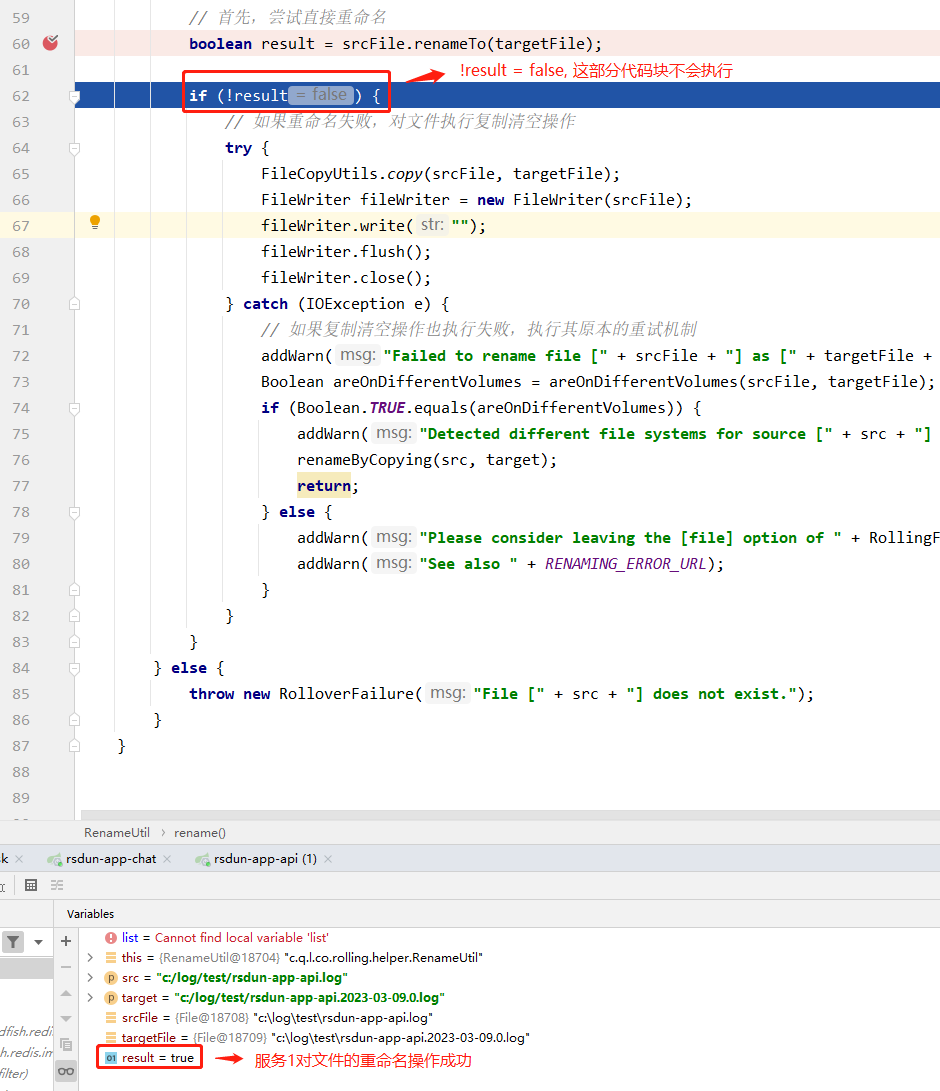 59 // 首先，尝试直接重命名
60 boolean result = srcFile.renameTo(targetFile);
61 !result = false, 这部分代码块不会执行
62 if (!result = false ) {
63 // 如果重命名失败，对文件执行复制清空操作
64 try {
65 FileCopyUtils.copy(srcFile, targetFile);
66 FileWriter fileWriter = new FileWriter(srcFile);
67 fileWriter.write( str: "");
68 fileWriter.flush();
69 fileWriter.close();
70 } catch (IOException e) {
71 // 如果复制清空操作也执行失败，执行其原本的重试机制
72 addWarn( msg: "Failed to rename file [" + srcFile + "] as [" + targetFile +
73 Boolean areOnDifferentVolumes = areOnDifferentVolumes(srcFile, targetFile);
74 if (Boolean.TRUE.equals(areOnDifferentVolumes)) {
75 addWarn( msg: "Detected different file systems for source [" + src + "]
76 renameByCopying(src, target);
77 return;
78 } else {
79 addWarn( msg: "Please consider leaving the [file] option of " + RollingF
80 addWarn( msg: "See also " + RENAMING_ERROR_URL);
81 }
82 }
83 }
84 } else {
85 throw new RolloverFailure( msg: "File [" + src + "] does not exist.");
86 }
87 }
88
89
RenameUtil › rename()
sk × rsdun-app-chat × rsdun-app-api (1) ×
Variables
list = Cannot find local variable 'list'
this = {RenameUtil@18704} "c.q.l.co.rolling.helper.RenameUtil"
src = "c:/log/test/rsdun-app-api.log"
target = "c:/log/test/rsdun-app-api.2023-03-09.0.log"
srcFile = {File@18708} "c:\log\test\rsdun-app-api.log"
targetFile = {File@18709} "c:\log\test\rsdun-app-api.2023-03-09.0.log"
01 result = true 服务1对文件的重命名操作成功
dfish.redi
h.redis.im
filter)